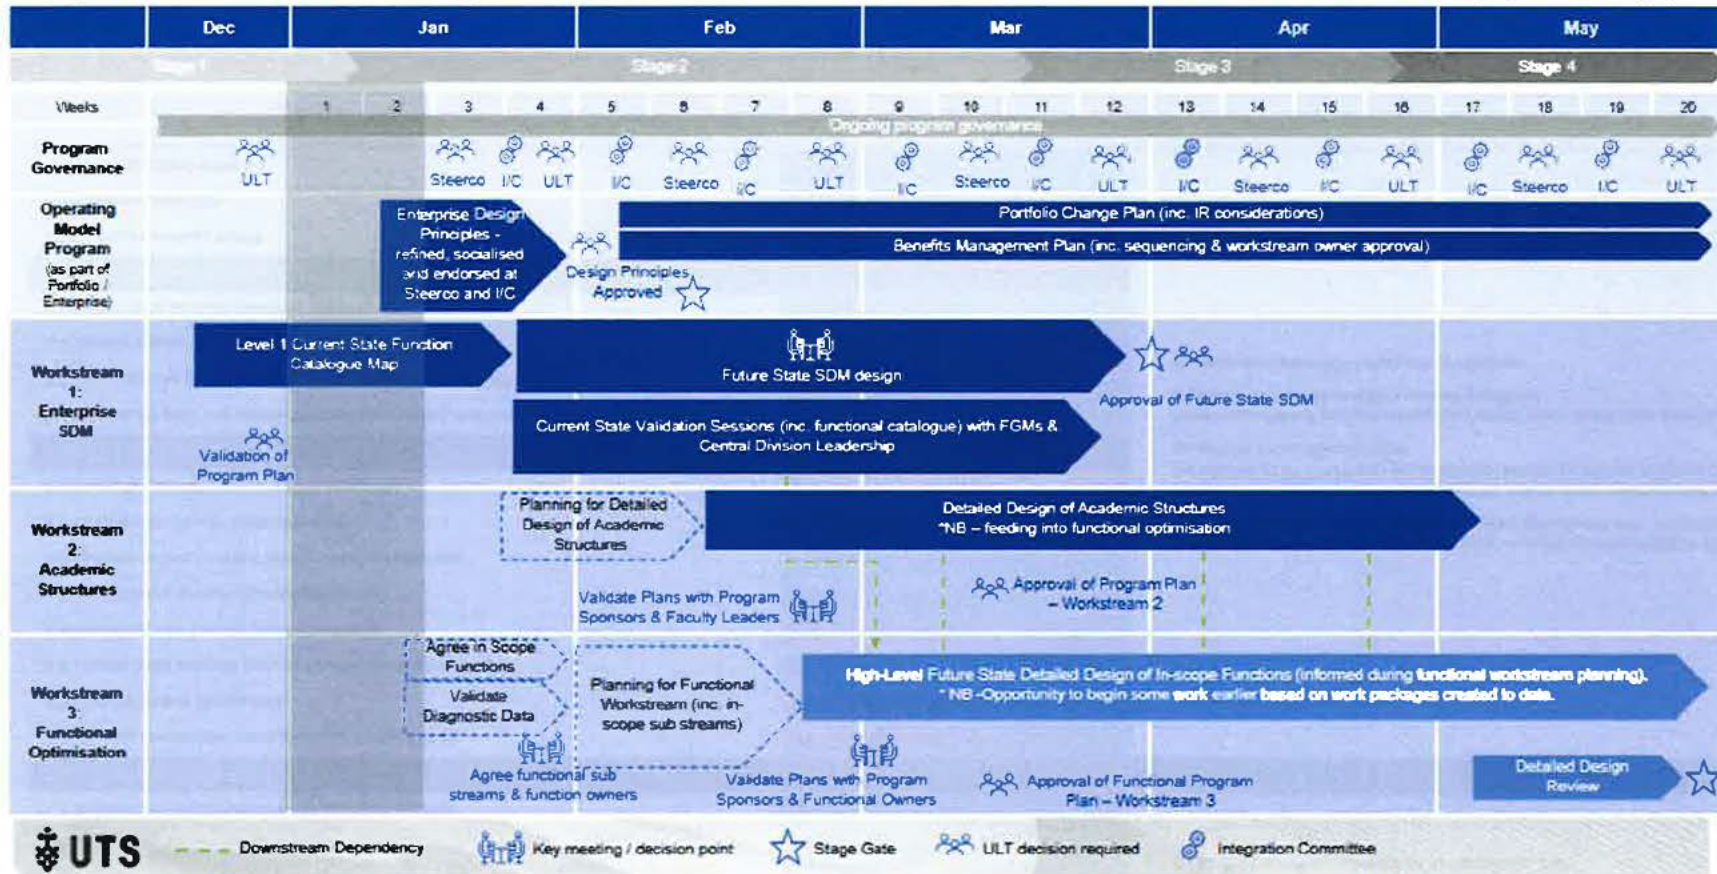 Dec Jan Feb Mar Apr May
Stage 1 Stage 2 Stage 3 Stage 4
Weeks 1 2 3 4 5 6 7 8 9 10 11 12 13 14 15 16 17 18 19 20
Ongoing program governance
Program
Governance
ULT Steerco I/C ULT I/C Steerco I/C ULT I/C Steerco I/C ULT I/C Steerco I/C ULT I/C Steerco I/C ULT
Operating
Model
Program
(as part of
Portfolio /
Enterprise)
Enterprise Design
Principles -
refined, socialised
and endorsed at
Steerco and I/C
Design Principles
Approved
Portfolio Change Plan (inc. IR considerations)
Benefits Management Plan (inc. sequencing & workstream owner approval)
Workstream
1:
Enterprise
SDM
Level 1 Current State Function
Catalogue Map
Validation of
Program Plan
Future State SDM design
Approval of Future State SDM
Current State Validation Sessions (inc. functional catalogue) with FGMs &
Central Division Leadership
Workstream
2:
Academic
Structures
Planning for Detailed
Design of Academic
Structures
Detailed Design of Academic Structures
*NB – feeding into functional optimisation
Validate Plans with Program
Sponsors & Faculty Leaders
Approval of Program Plan
– Workstream 2
Workstream
3:
Functional
Optimisation
Agree in Scope
Functions
Validate
Diagnostic Data
Agree functional sub
streams & function owners
Planning for Functional
Workstream (inc. in-
scope sub streams)
High-Level Future State Detailed Design of In-scope Functions (informed during functional workstream planning).
* NB -Opportunity to begin some work earlier based on work packages created to date.
Validate Plans with Program
Sponsors & Functional Owners
Approval of Functional Program
Plan – Workstream 3
Detailed Design
Review
UTS
Downstream Dependency
Key meeting / decision point
Stage Gate
ULT decision required
Integration Committee